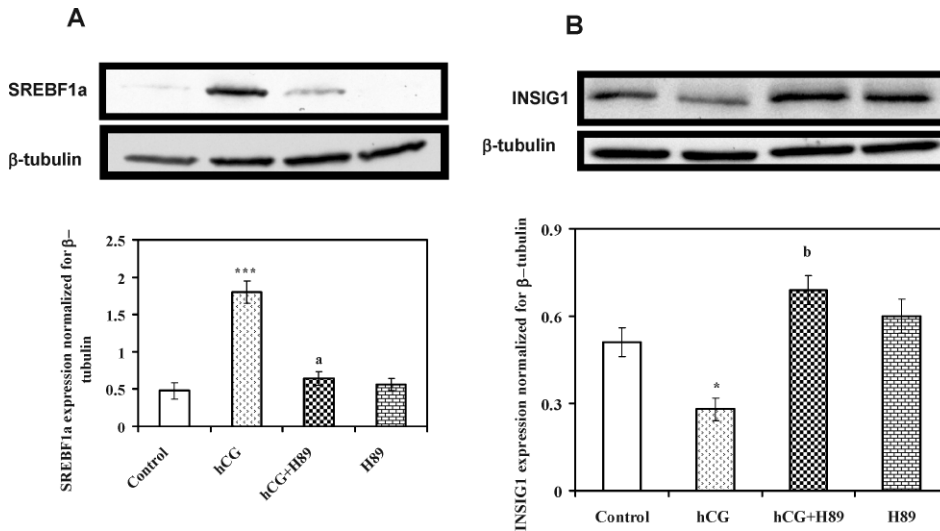 A
SREBF1a
β-tubulin
SREBF1a expression normalized for β–
tubulin
2.5
2
1.5
1
0.5
0
***
a
Control
hCG
hCG+H89
H89
B
INSIG1
β-tubulin
INSIG1 expression normalized for β–tubulin
0.9
0.6
0.3
0
*
b
Control hCG hCG+H89 H89